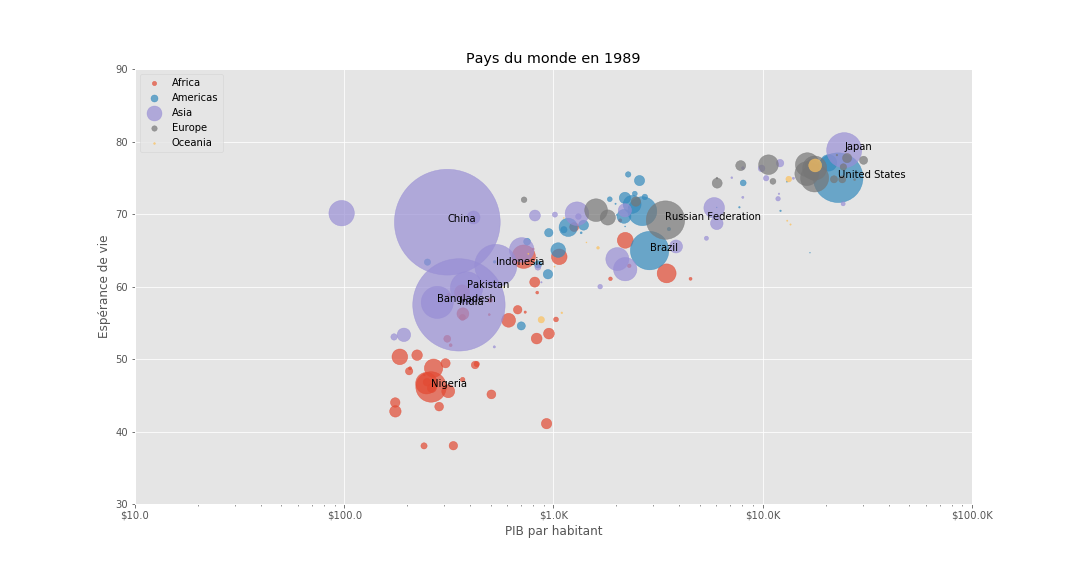 Pays du monde en 1989
90
80
70
60
50
40
30
Espérance de vie
Africa
Americas
Asia
Europe
Oceania
Japan
United States
China
Russian Federation
Brazil
Indonesia
Pakistan
Bangladesh
India
Nigeria
$10.0
$100.0
$1.0K
$10.0K
$100.0K
PIB par habitant